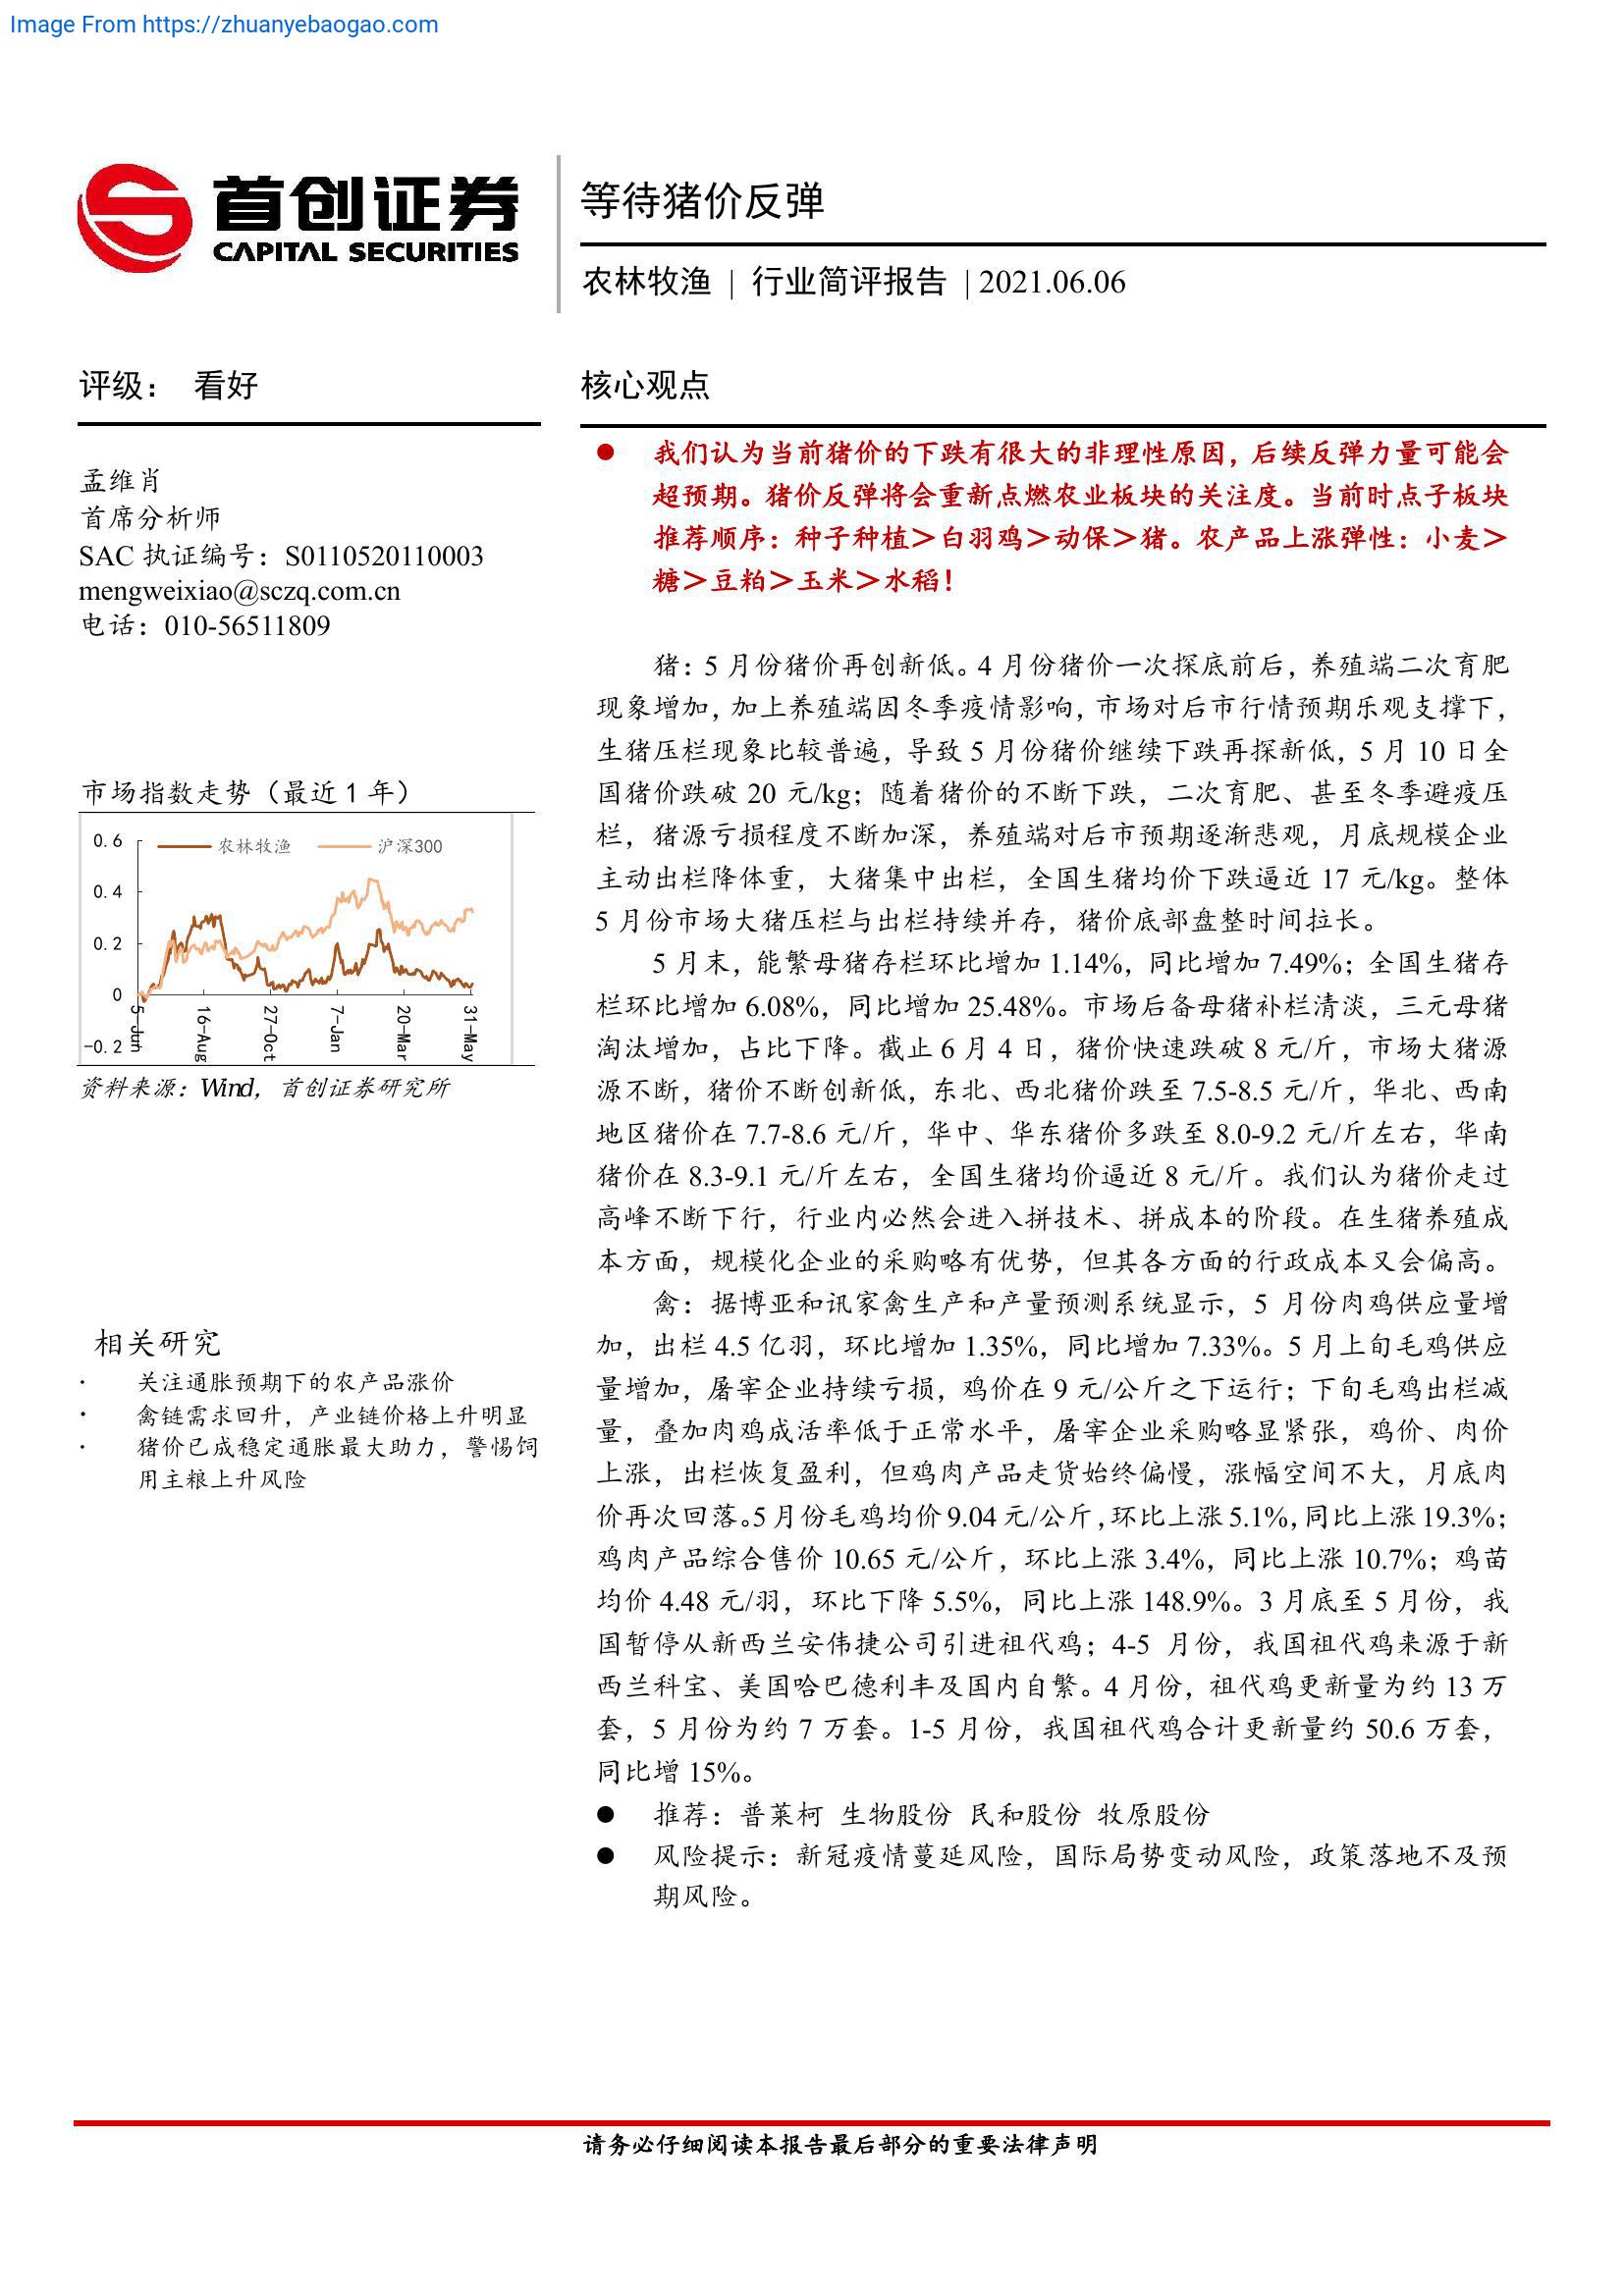 Image From https://zhuanyebaogao.com
首创证券
CAPITAL SECURITIES
等待猪价反弹
农林牧渔 | 行业简评报告 | 2021.06.06
评级： 看好
孟维肖
首席分析师
SAC 执证编号：S0110520110003
mengweixiao@sczq.com.cn
电话：010-56511809
市场指数走势（最近 1 年）
农林牧渔 沪深300
0.6
0.4
0.2
0
-0.2
5-Jun
16-Aug
27-Oct
7-Jan
20-Mar
31-May
资料来源：Wind，首创证券研究所
相关研究
· 关注通胀预期下的农产品涨价
· 禽链需求回升，产业链价格上升明显
· 猪价已成稳定通胀最大助力，警惕饲
用主粮上升风险
核心观点
● 我们认为当前猪价的下跌有很大的非理性原因，后续反弹力量可能会
超预期。猪价反弹将会重新点燃农业板块的关注度。当前时点子板块
推荐顺序：种子种植＞白羽鸡＞动保＞猪。农产品上涨弹性：小麦＞
糖＞豆粕＞玉米＞水稻！
猪：5 月份猪价再创新低。4 月份猪价一次探底前后，养殖端二次育肥
现象增加，加上养殖端因冬季疫情影响，市场对后市行情预期乐观支撑下，
生猪压栏现象比较普遍，导致 5 月份猪价继续下跌再探新低，5 月 10 日全
国猪价跌破 20 元/kg；随着猪价的不断下跌，二次育肥、甚至冬季避疫压
栏，猪源亏损程度不断加深，养殖端对后市预期逐渐悲观，月底规模企业
主动出栏降体重，大猪集中出栏，全国生猪均价下跌逼近 17 元/kg。整体
5 月份市场大猪压栏与出栏持续并存，猪价底部盘整时间拉长。
5 月末，能繁母猪存栏环比增加 1.14%，同比增加 7.49%；全国生猪存
栏环比增加 6.08%，同比增加 25.48%。市场后备母猪补栏清淡，三元母猪
淘汰增加，占比下降。截止 6 月 4 日，猪价快速跌破 8 元/斤，市场大猪源
源不断，猪价不断创新低，东北、西北猪价跌至 7.5-8.5 元/斤，华北、西南
地区猪价在 7.7-8.6 元/斤，华中、华东猪价多跌至 8.0-9.2 元/斤左右，华南
猪价在 8.3-9.1 元/斤左右，全国生猪均价逼近 8 元/斤。我们认为猪价走过
高峰不断下行，行业内必然会进入拼技术、拼成本的阶段。在生猪养殖成
本方面，规模化企业的采购略有优势，但其各方面的行政成本又会偏高。
禽：据博亚和讯家禽生产和产量预测系统显示，5 月份肉鸡供应量增
加，出栏 4.5 亿羽，环比增加 1.35%，同比增加 7.33%。5 月上旬毛鸡供应
量增加，屠宰企业持续亏损，鸡价在 9 元/公斤之下运行；下旬毛鸡出栏减
量，叠加肉鸡成活率低于正常水平，屠宰企业采购略显紧张，鸡价、肉价
上涨，出栏恢复盈利，但鸡肉产品走货始终偏慢，涨幅空间不大，月底肉
价再次回落。5 月份毛鸡均价 9.04 元/公斤，环比上涨 5.1%，同比上涨 19.3%；
鸡肉产品综合售价 10.65 元/公斤，环比上涨 3.4%，同比上涨 10.7%；鸡苗
均价 4.48 元/羽，环比下降 5.5%，同比上涨 148.9%。3 月底至 5 月份，我
国暂停从新西兰安伟捷公司引进祖代鸡；4-5 月份，我国祖代鸡来源于新
西兰科宝、美国哈巴德利丰及国内自繁。4 月份，祖代鸡更新量为约 13 万
套，5 月份为约 7 万套。1-5 月份，我国祖代鸡合计更新量约 50.6 万套，
同比增 15%。
● 推荐：普莱柯 生物股份 民和股份 牧原股份
● 风险提示：新冠疫情蔓延风险，国际局势变动风险，政策落地不及预
期风险。
请务必仔细阅读本报告最后部分的重要法律声明